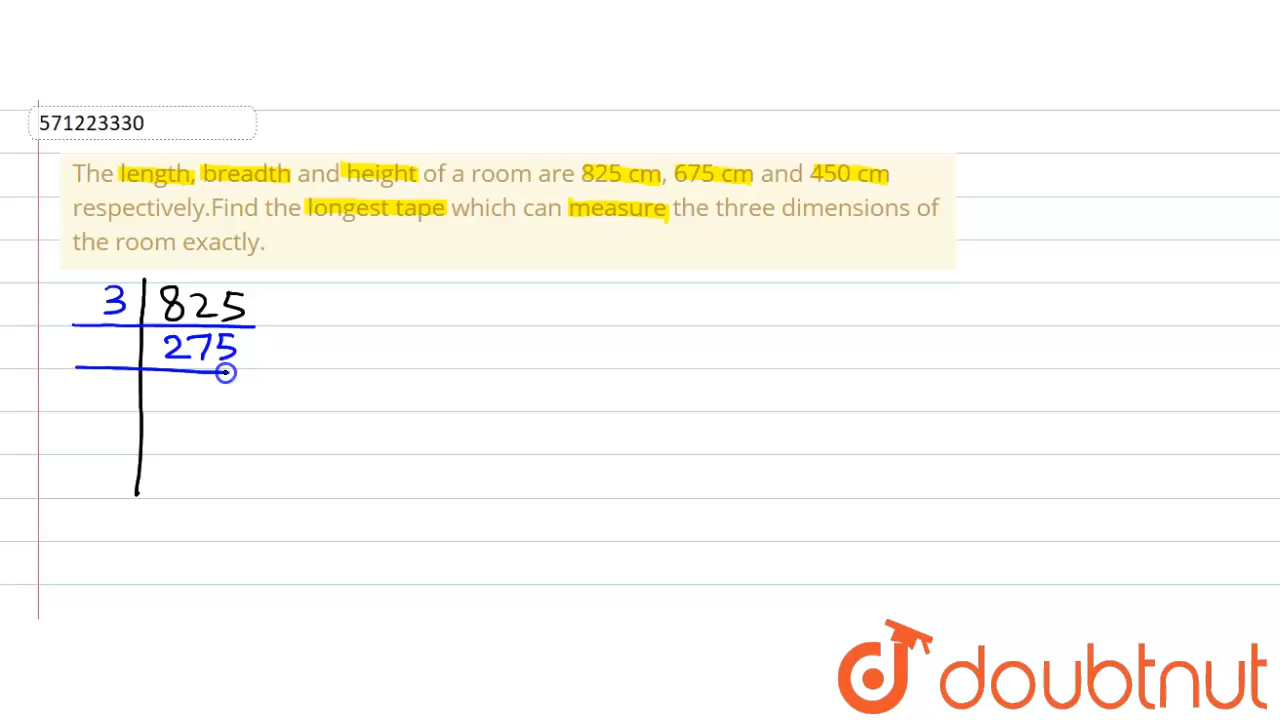 571223330
The length, breadth and height of a room are 825 cm, 675 cm and 450 cm
respectively.Find the longest tape which can measure the three dimensions of
the room exactly.
3 825
275
doubtnut